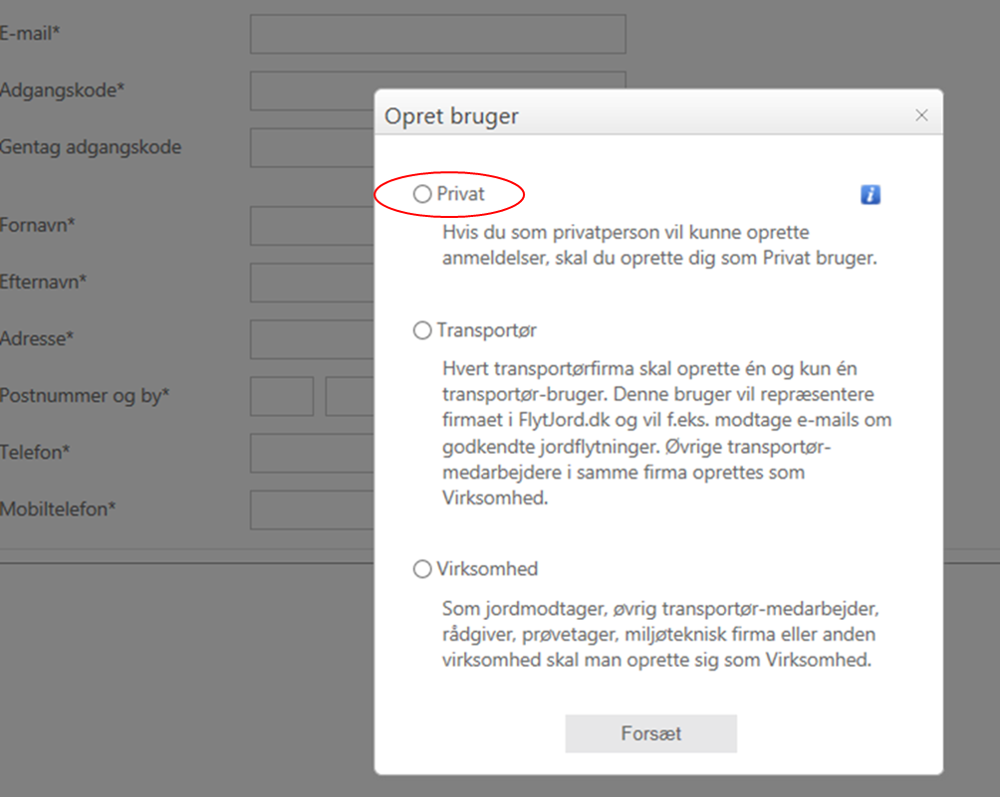 E-mail*
Adgangskode*
Gentag adgangskode
Fornavn*
Efternavn*
Adresse*
Postnummer og by*
Telefon*
Mobiltelefon*
Opret bruger
Privat
Hvis du som privatperson vil kunne oprette
anmeldelser, skal du oprette dig som Privat bruger.
Transportør
Hvert transportørfirma skal oprette én og kun én
transportør-bruger. Denne bruger vil repræsentere
firmaet i FlytJord.dk og vil f.eks. modtage e-mails om
godkendte jordflytninger. Øvrige transportør-
medarbejdere i samme firma oprettes som
Virksomhed.
Virksomhed
Som jordmodtager, øvrig transportør-medarbejder,
rådgiver, prøvetager, miljøteknisk firma eller anden
virksomhed skal man oprette sig som Virksomhed.
Forsæt